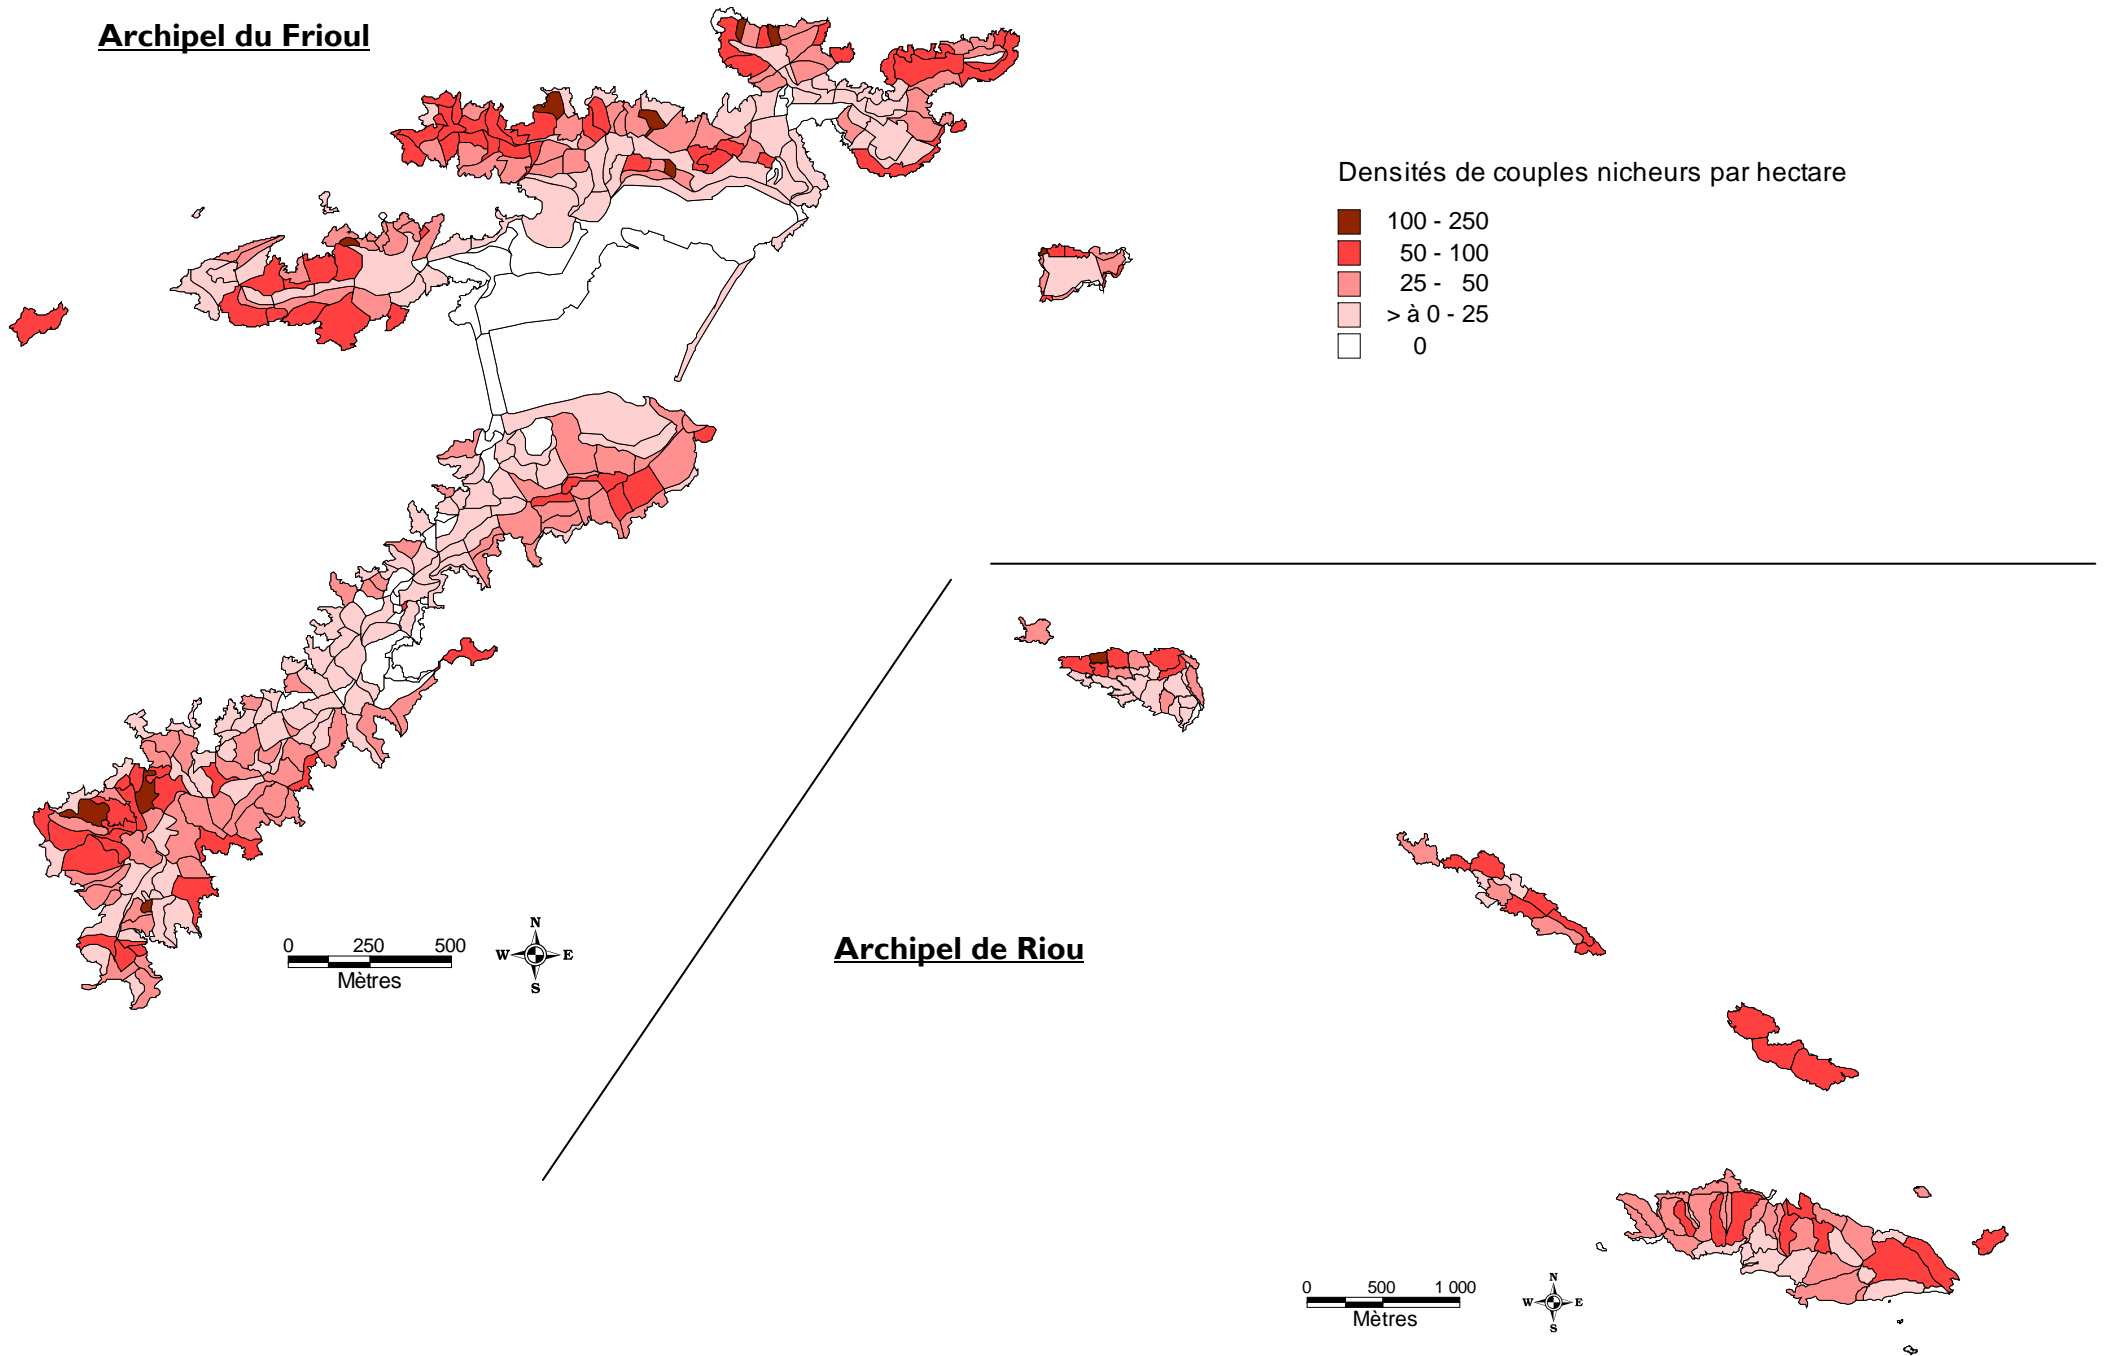 Archipel du Frioul
Densités de couples nicheurs par hectare
100 - 250
50 - 100
25 - 50
> à 0 - 25
0
Archipel de Riou
0 250 500
Mètres
N
W E
S
0 500 1 000
Mètres
N
W E
S